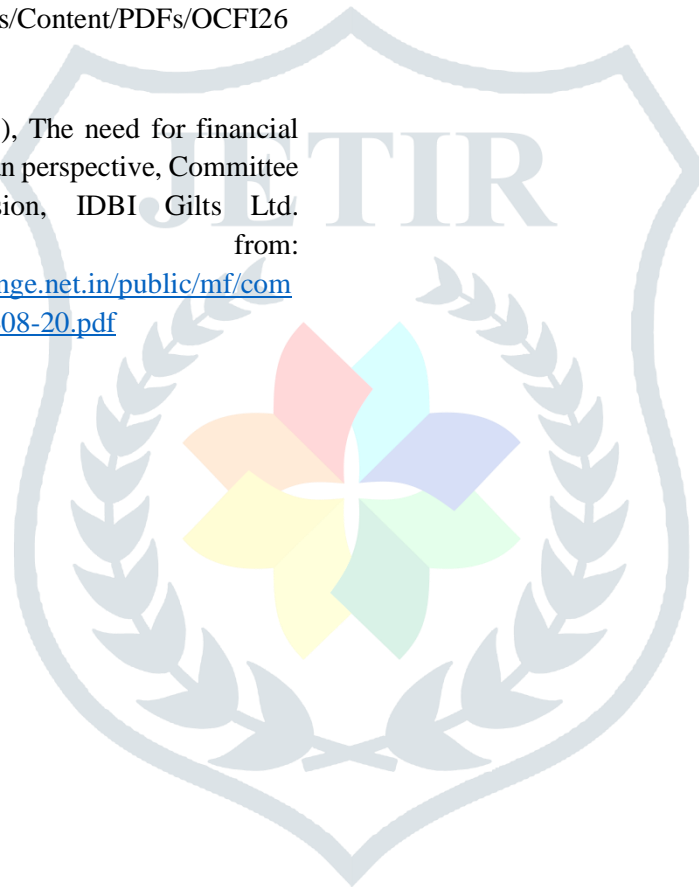 s/Content/PDFs/OCFI26
), The need for financial
an perspective, Committee
sion, IDBI Gilts Ltd.
from:
nge.net.in/public/mf/com
08-20.pdf
JETIR